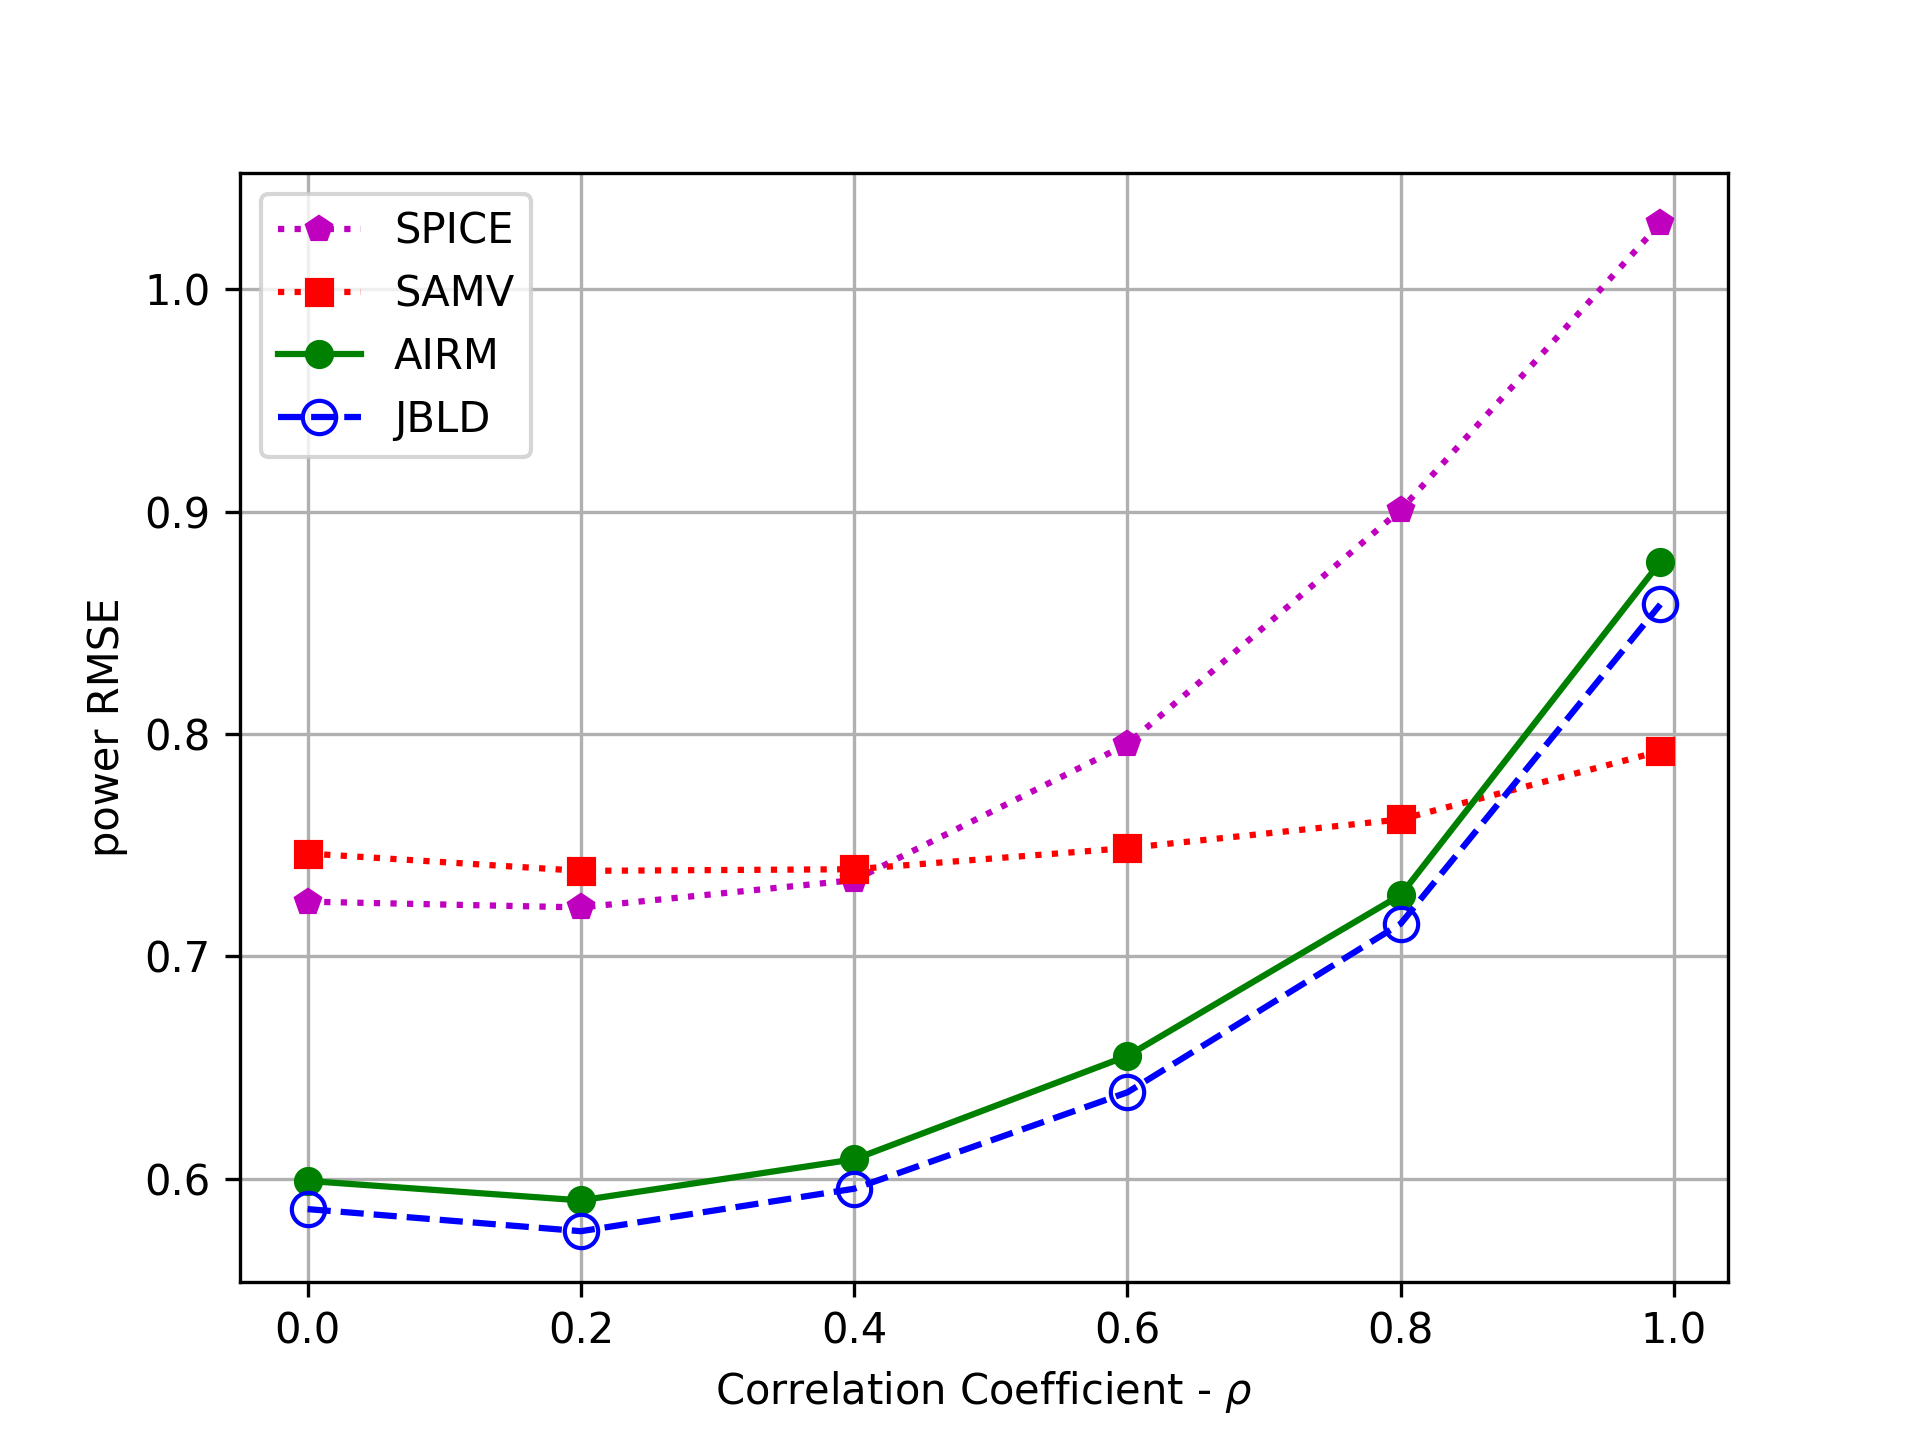 SPICE
SAMV
AIRM
JBLD
1.0
0.9
0.8
0.7
0.6
power RMSE
0.0 0.2 0.4 0.6 0.8 1.0
Correlation Coefficient - ρ